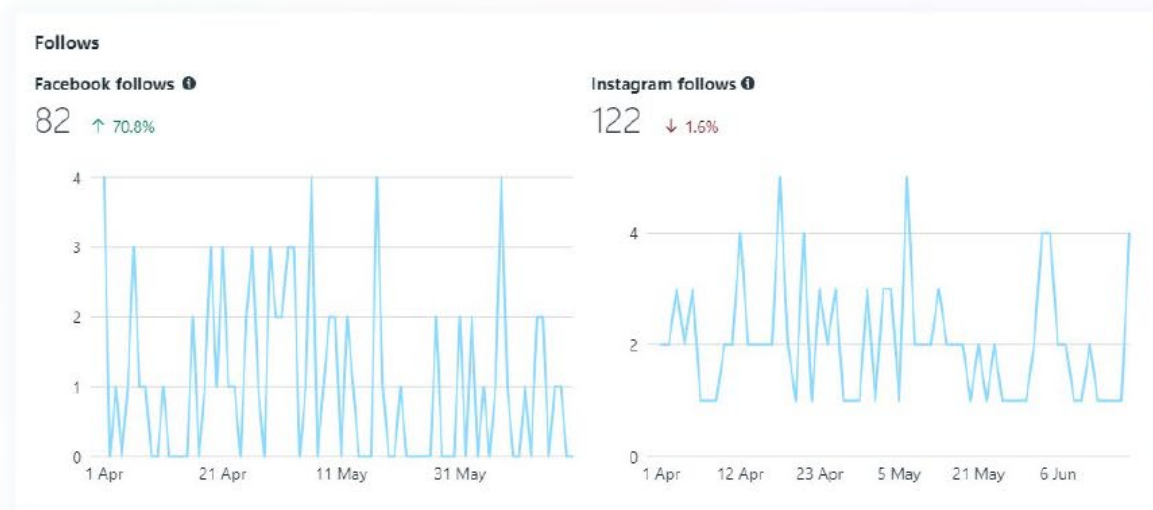 Follows
Facebook follows
82 ↑ 70.8%
4
3
2
1
0
1 Apr 21 Apr 11 May 31 May
Instagram follows
122 ↓ 1.6%
4
2
0
1 Apr 12 Apr 23 Apr 5 May 21 May 6 Jun